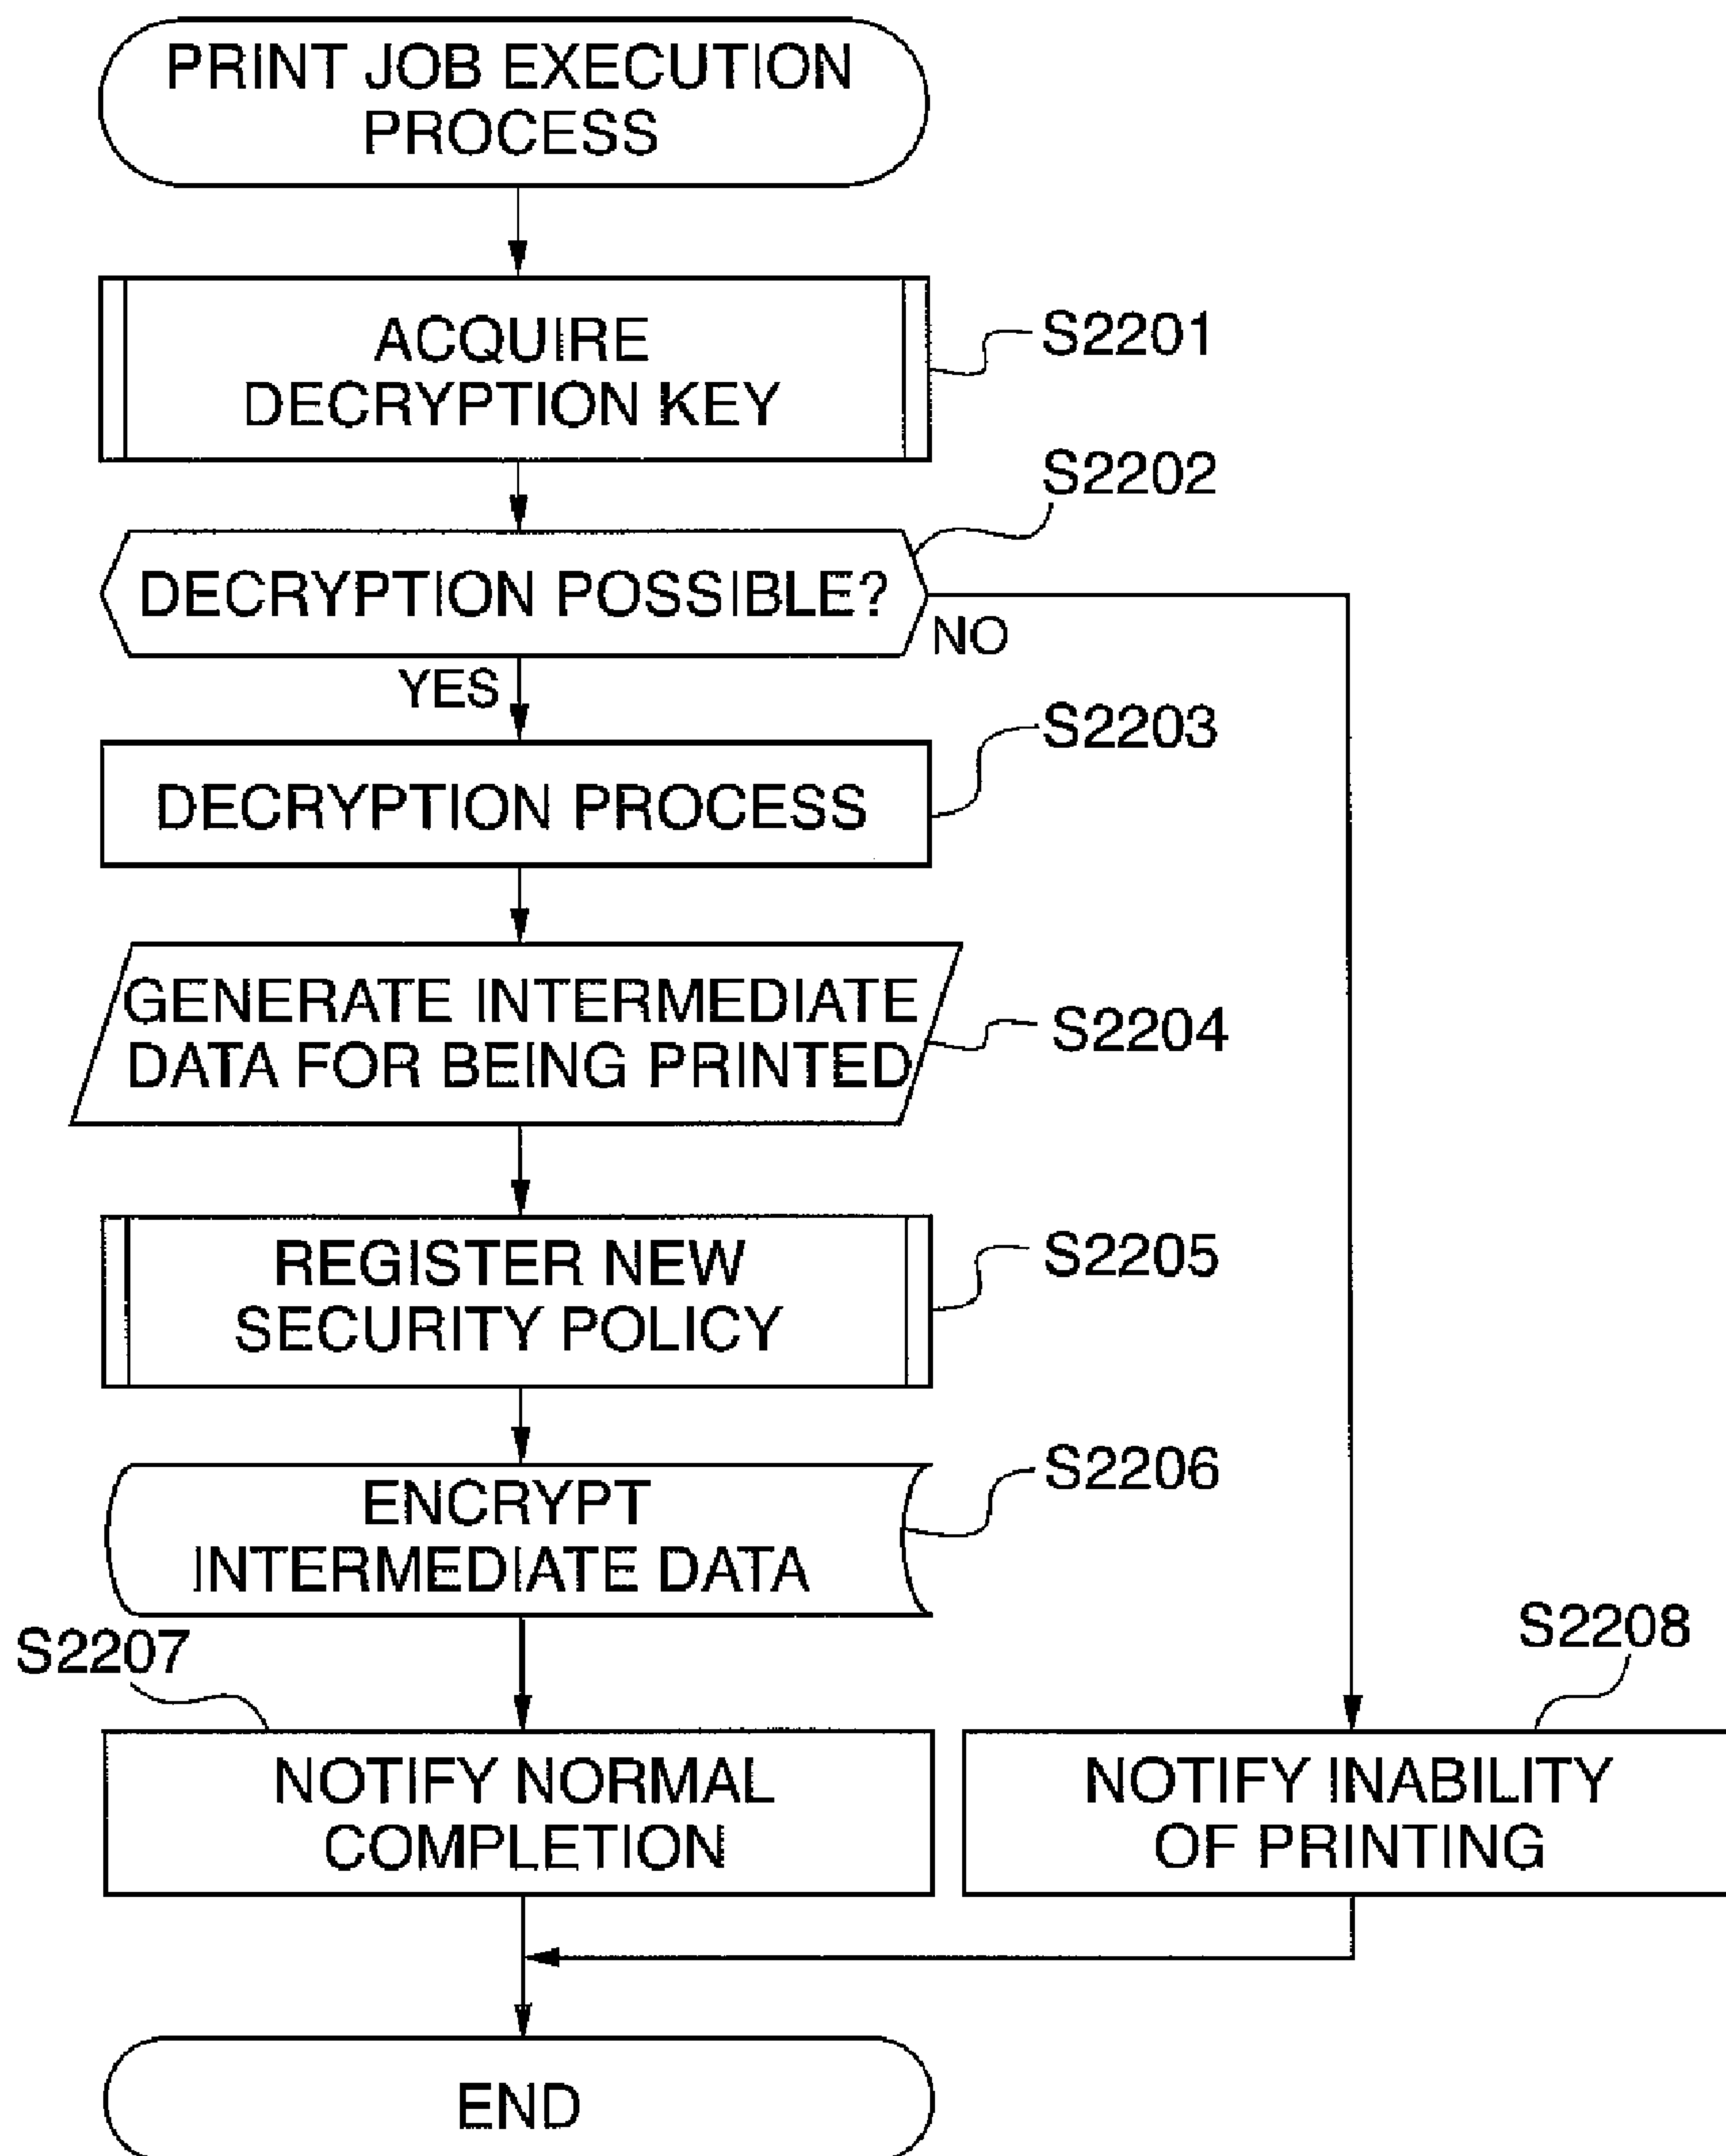 PRINT JOB EXECUTION
PROCESS
ACQUIRE
DECRYPTION KEY
S2201
S2202
DECRYPTION POSSIBLE?
NO
YES
S2203
DECRYPTION PROCESS
GENERATE INTERMEDIATE
DATA FOR BEING PRINTED
S2204
REGISTER NEW
SECURITY POLICY
S2205
ENCRYPT
INTERMEDIATE DATA
S2206
S2207
S2208
NOTIFY NORMAL
COMPLETION
NOTIFY INABILITY
OF PRINTING
END